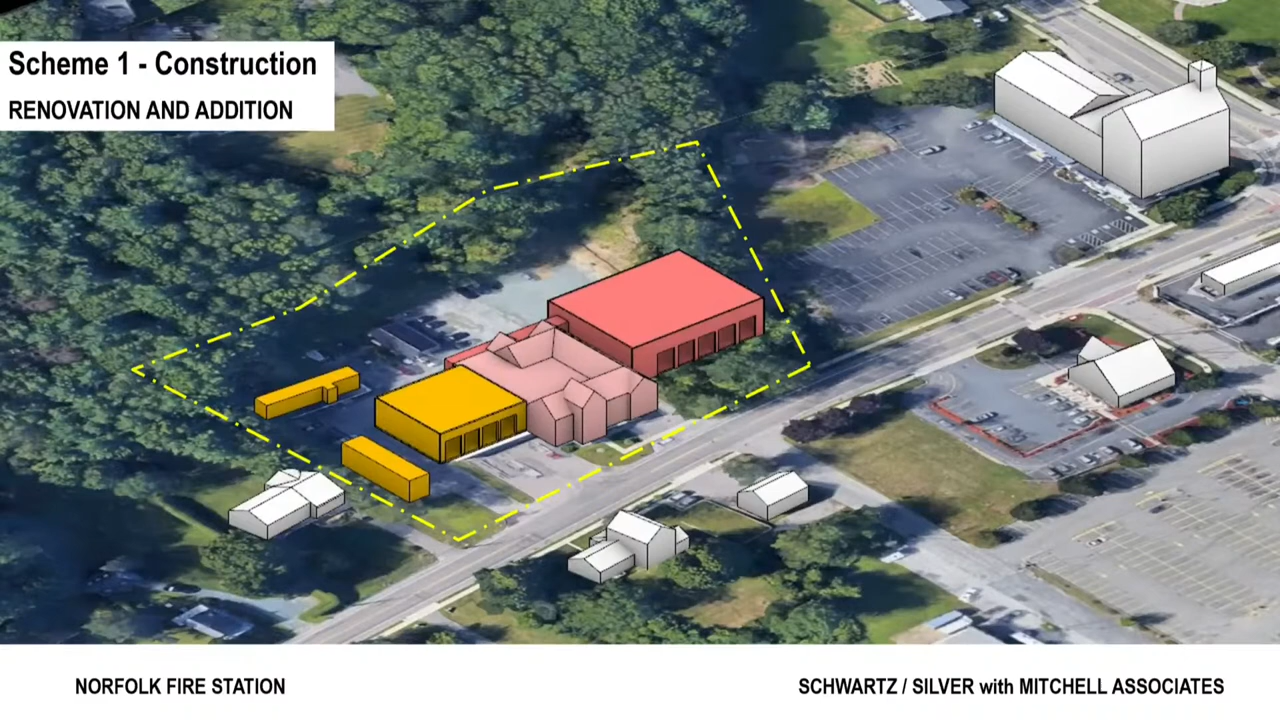 Scheme 1 - Construction
RENOVATION AND ADDITION
NORFOLK FIRE STATION
SCHWARTZ / SILVER with MITCHELL ASSOCIATES